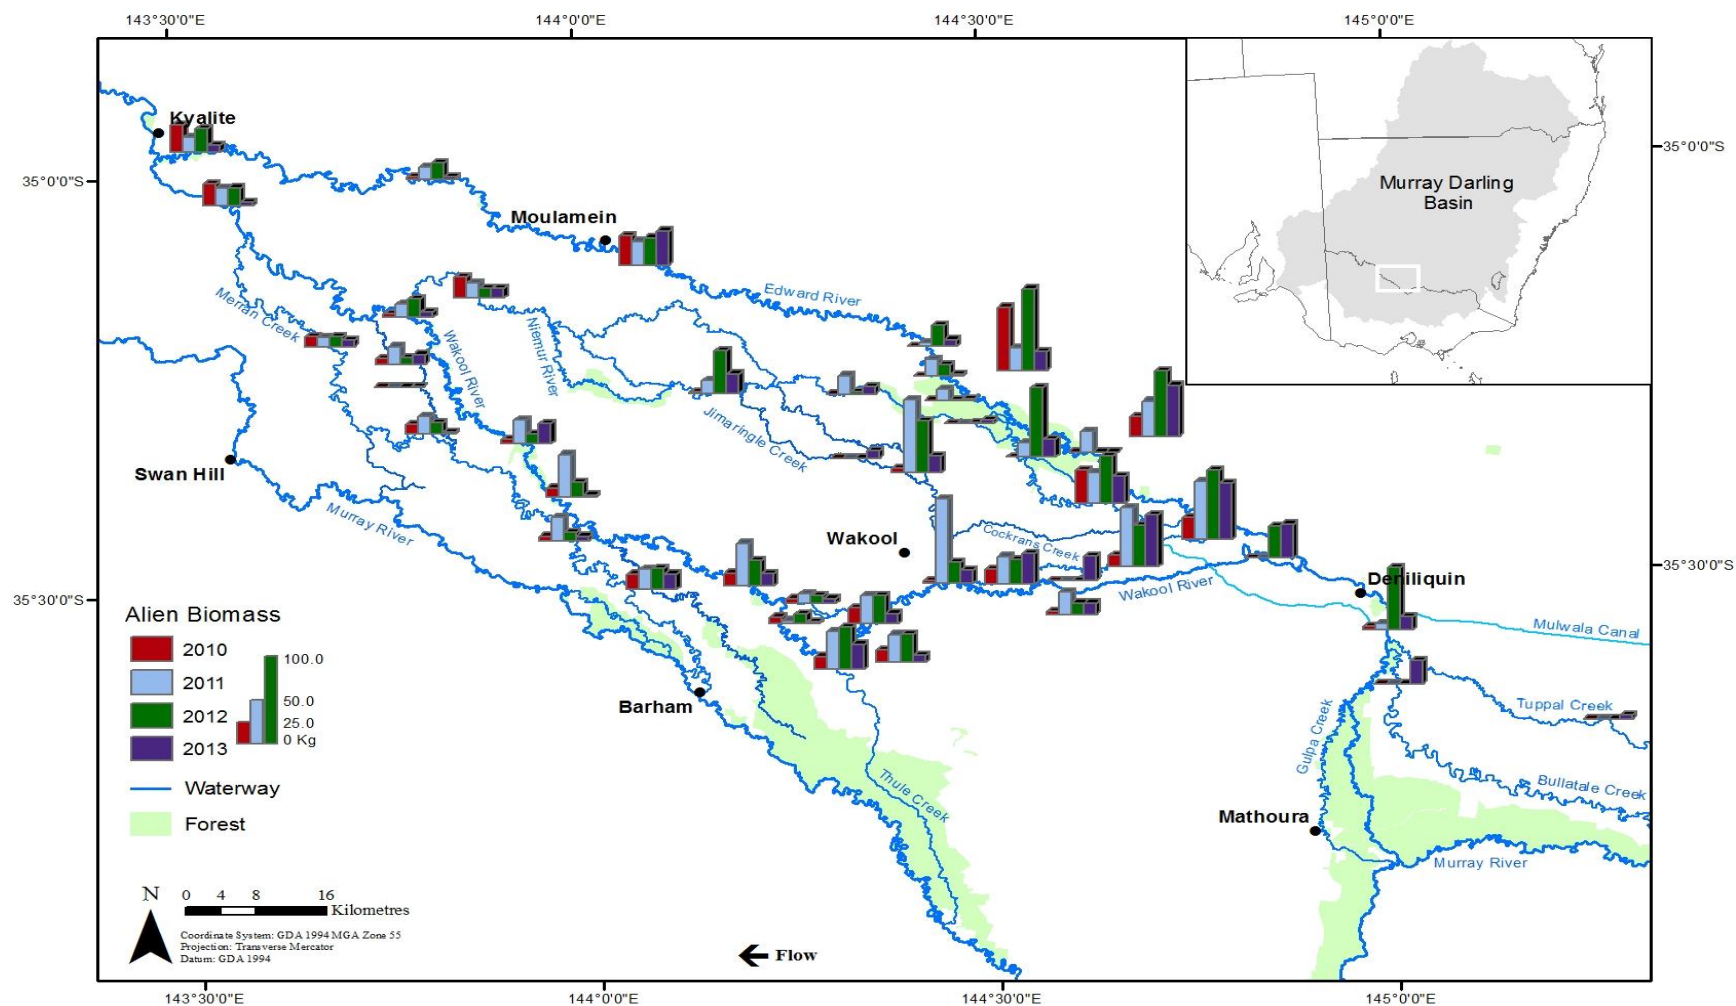 143°30'0"E
144°0'0"E
144°30'0"E
145°0'0"E
Kyalite
35°0'0"S
35°0'0"S
Murray Darling
Basin
Moulamein
Edward River
Merran Creek
Wakool River
Niemur River
Jimaringle Creek
Swan Hill
Murray River
Wakool
Cockrans Creek
Wakool River
35°30'0"S
Deniliquin
35°30'0"S
Mulwala Canal
Alien Biomass
2010
2011
2012
2013
100.0
50.0
25.0
0 Kg
Waterway
Forest
Barham
Tuppal Creek
Gulpa Creek
Bullatale Creek
Thule Creek
Mathoura
Murray River
N
0 4 8 16
Kilometres
Coordinate System: GDA 1994 MGA Zone 55
Projection: Transverse Mercator
Datum: GDA 1994
Flow
143°30'0"E
144°0'0"E
144°30'0"E
145°0'0"E